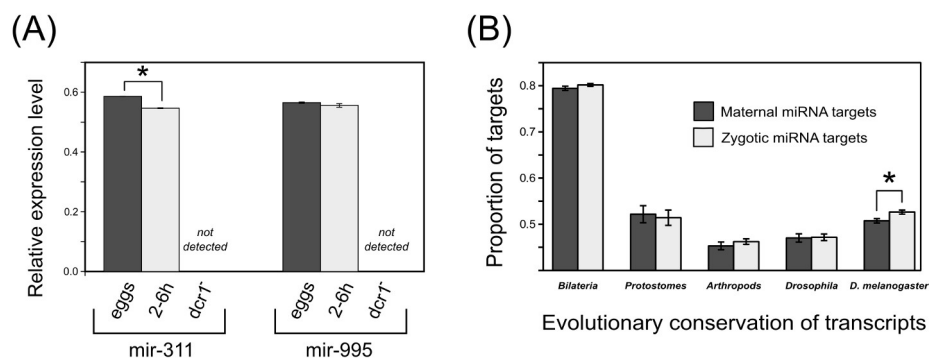 (A)
Relative expression level
0.6
0.6
0.2
0.0
*
not
detected
not
detected
eggs
2-6h
dcr1-
eggs
2-6h
dcr1-
mir-311
mir-995
(B)
Proportion of targets
0.8
0.8
0.5
0.5
Maternal miRNA targets
Zygotic miRNA targets
*
Bilateria
Protostomes
Arthropods
Drosophila
D. melanogaster
Evolutionary conservation of transcripts